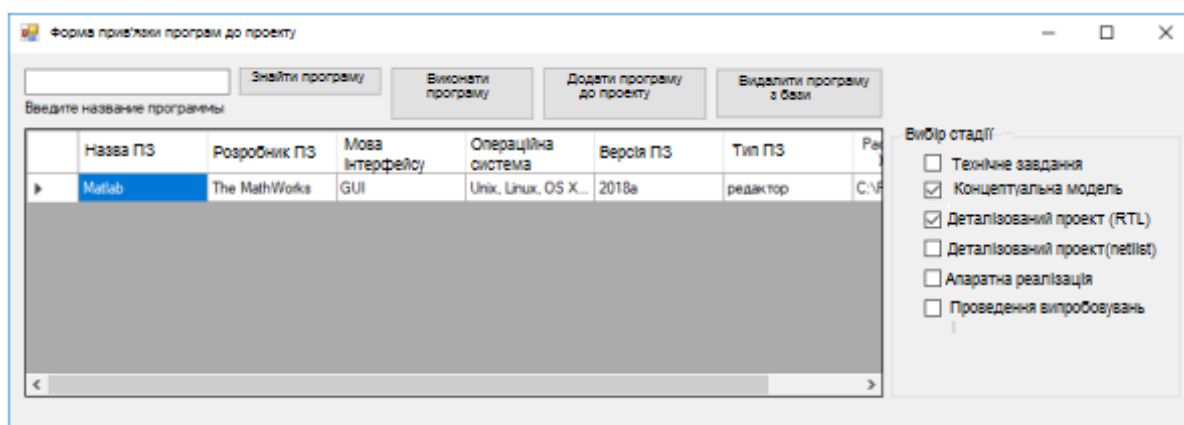 Форма прив'язки програм до проекту
Знайти програму
Виконати
програму
Додати програму
до проекту
Видалити програму
з бази
Введите название программы
Назва ПЗ
Розробник ПЗ
Мова
інтерфейсу
Операційна
система
Версія ПЗ
Тип ПЗ
Matlab
The MathWorks
GUI
Unix, Linux, OS X...
2018a
редактор
Вибір стадії
Технічне завдання
Концептуальна модель
Деталізований проект (RTL)
Деталізований проект(netlist)
Апаратна реалізація
Проведення випробовувань